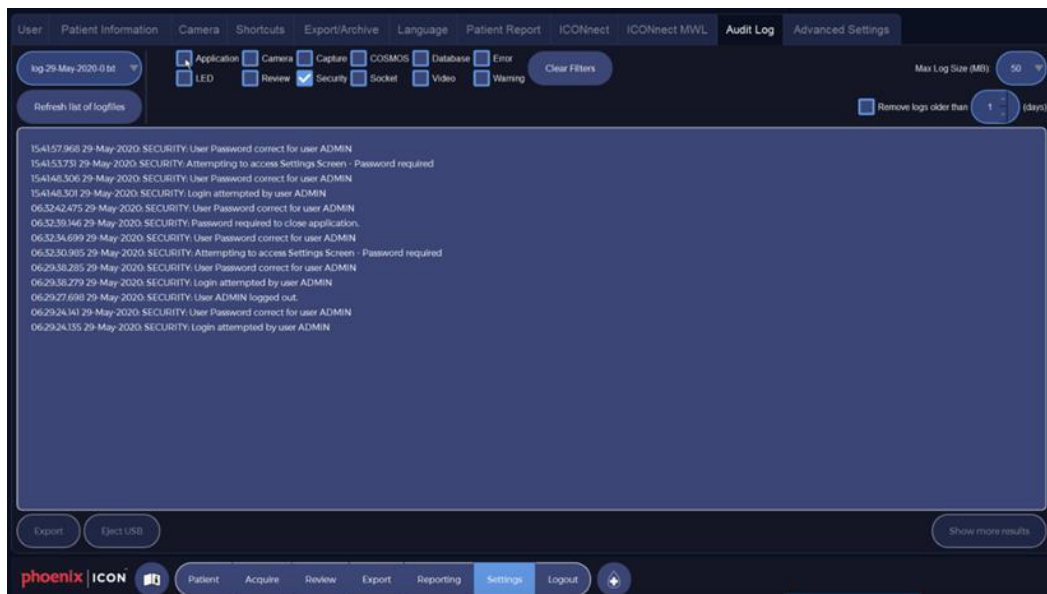 User Patient Information Camera Shortcuts Export/Archive Language Patient Report ICONnect ICONnect MWL Audit Log Advanced Settings
log-29-May-2020-0.txt Application Camera Capture COSMOS Database Error Clear Filters Max Log Size (MB): 50
LED Review Security Socket Video Warning
Refresh list of logfiles Remove logs older than 1 (days)
15:41:57.968 29-May-2020: SECURITY: User Password correct for user ADMIN
15:41:53.731 29-May-2020: SECURITY: Attempting to access Settings Screen - Password required
15:41:48.306 29-May-2020: SECURITY: User Password correct for user ADMIN
15:41:48.301 29-May-2020: SECURITY: Login attempted by user ADMIN
06:32:42.475 29-May-2020: SECURITY: User Password correct for user ADMIN
06:32:39.146 29-May-2020: SECURITY: Password required to close application.
06:32:34.699 29-May-2020: SECURITY: User Password correct for user ADMIN
06:32:30.985 29-May-2020: SECURITY: Attempting to access Settings Screen - Password required
06:29:38.285 29-May-2020: SECURITY: User Password correct for user ADMIN
06:29:38.279 29-May-2020: SECURITY: Login attempted by user ADMIN
06:29:27.698 29-May-2020: SECURITY: User ADMIN logged out.
06:29:24.141 29-May-2020: SECURITY: User Password correct for user ADMIN
06:29:24.135 29-May-2020: SECURITY: Login attempted by user ADMIN
Export Eject USB Show more results
phoenix | ICON Patient Acquire Review Export Reporting Settings Logout